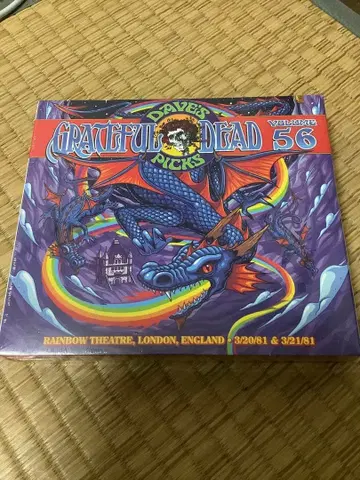 DAVE'S
GRATEFUL DEAD
PICKS
VOLUME
56
RAINBOW THEATRE, LONDON, ENGLAND - 3/20/81 & 3/21/81